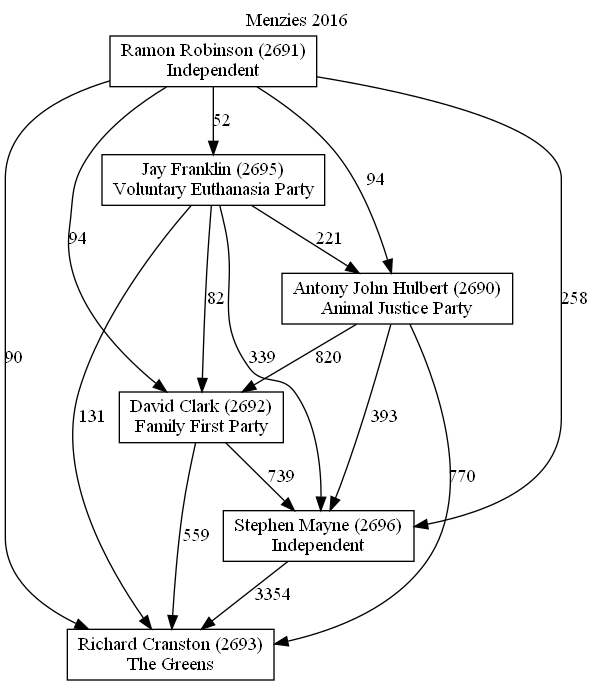 Menzies 2016
Ramon Robinson (2691)
Independent
52
Jay Franklin (2695)
Voluntary Euthanasia Party
94
94
221
Antony John Hulbert (2690)
Animal Justice Party
258
82
90
339
820
David Clark (2692)
Family First Party
131
393
739
770
Stephen Mayne (2696)
Independent
559
3354
Richard Cranston (2693)
The Greens